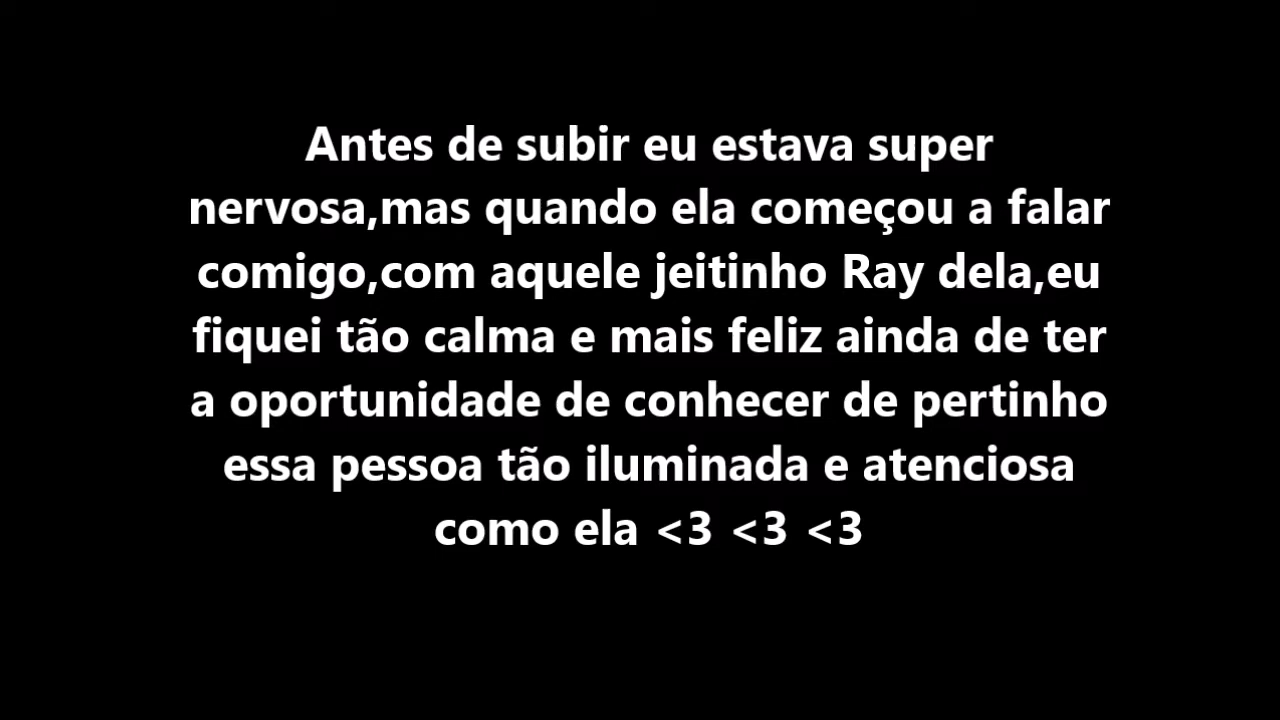 Antes de subir eu estava super
nervosa,mas quando ela começou a falar
comigo,com aquele jeitinho Ray dela,eu
fiquei tão calma e mais feliz ainda de ter
a oportunidade de conhecer de pertinho
essa pessoa tão iluminada e atenciosa
como ela <3 <3 <3